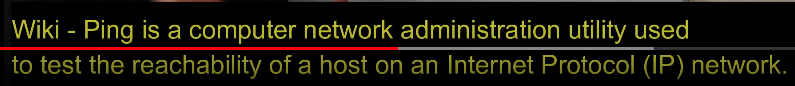 Wiki - Ping is a computer network administration utility used
to test the reachability of a host on an Internet Protocol (IP) network.